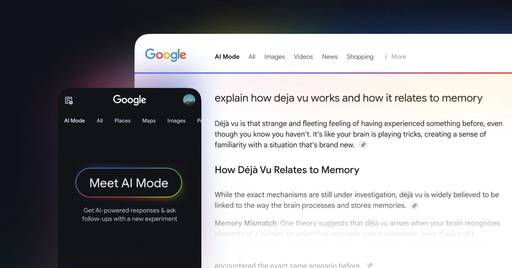 Google
AI Mode All Images Videos News Shopping More
explain how deja vu works and how it relates to memory
Déjà vu is that strange and fleeting feeling of having experienced something before, even
though you know you haven't. It's like your brain is playing tricks, creating a sense of
familiarity with a situation that's brand new.
How Déjà Vu Relates to Memory
While the exact mechanisms are still under investigation, déjà vu is widely believed to be
linked to the way the brain processes and stores memories.
Memory Mismatch One theory suggests that déjà vu arises when your brain recognizes
encountered the exact same scenario before.
Google
AI Mode All Places Maps Images
Meet AI Mode
Get AI-powered responses & ask
follow-ups with a new experiment